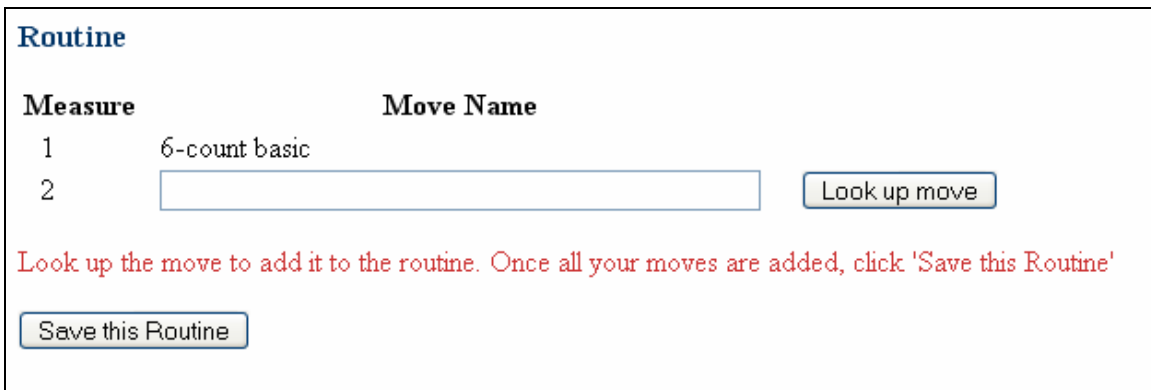 Routine
Measure Move Name
1 6-count basic
2 Look up move
Look up the move to add it to the routine. Once all your moves are added, click 'Save this Routine'
Save this Routine